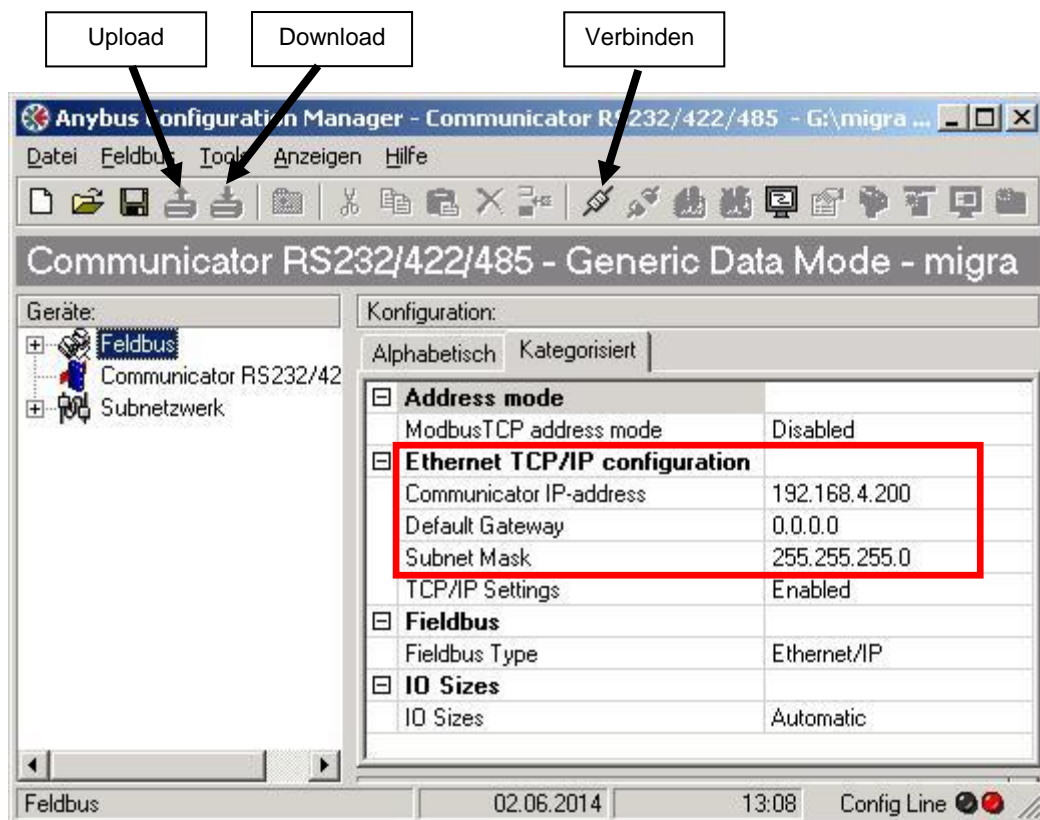 Upload Download Verbinden
Anybus Configuration Manager - Communicator RS232/422/485 - G:\migra ...
Datei Feldbus Tools Anzeigen Hilfe
Communicator RS232/422/485 - Generic Data Mode - migra
Geräte:
Feldbus
Communicator RS232/42
Subnetzwerk
Konfiguration:
Alphabetisch Kategorisiert
Address mode
ModbusTCP address mode Disabled
Ethernet TCP/IP configuration
Communicator IP-address 192.168.4.200
Default Gateway 0.0.0.0
Subnet Mask 255.255.255.0
TCP/IP Settings Enabled
Fieldbus
Fieldbus Type Ethernet/IP
IO Sizes
IO Sizes Automatic
Feldbus 02.06.2014 13:08 Config Line